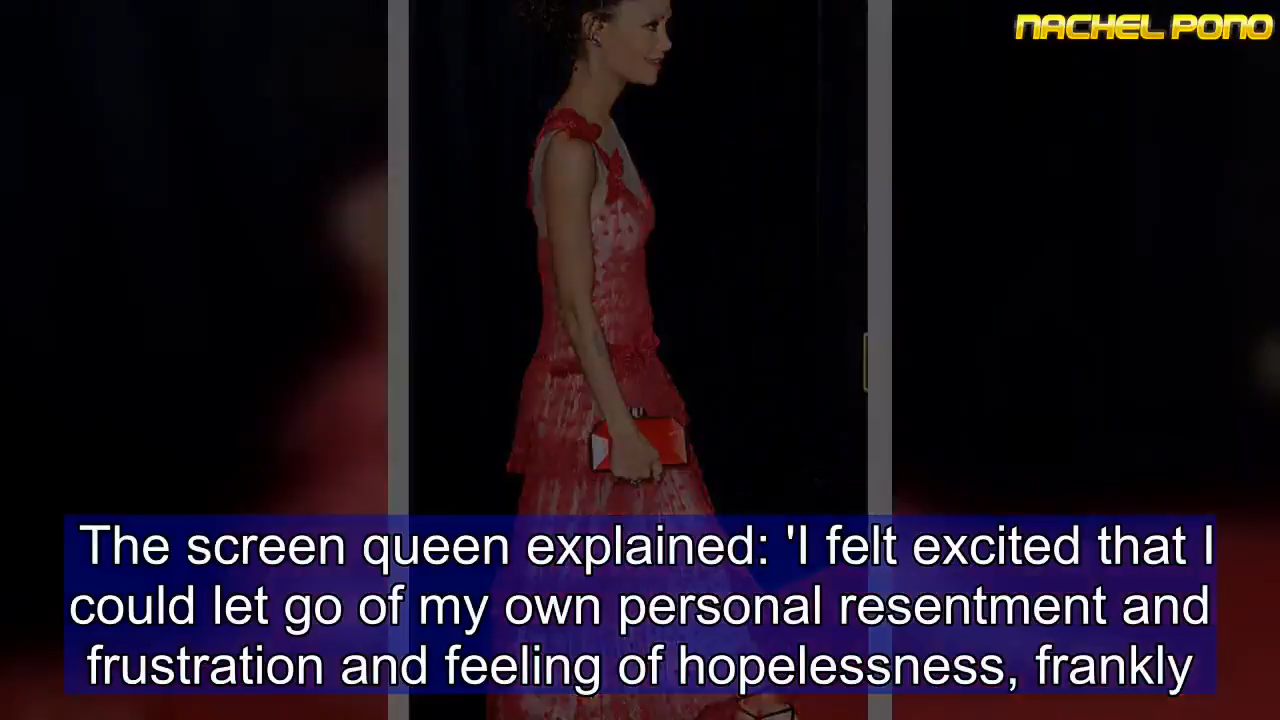 NACHEL PONO
The screen queen explained: 'I felt excited that I
could let go of my own personal resentment and
frustration and feeling of hopelessness, frankly